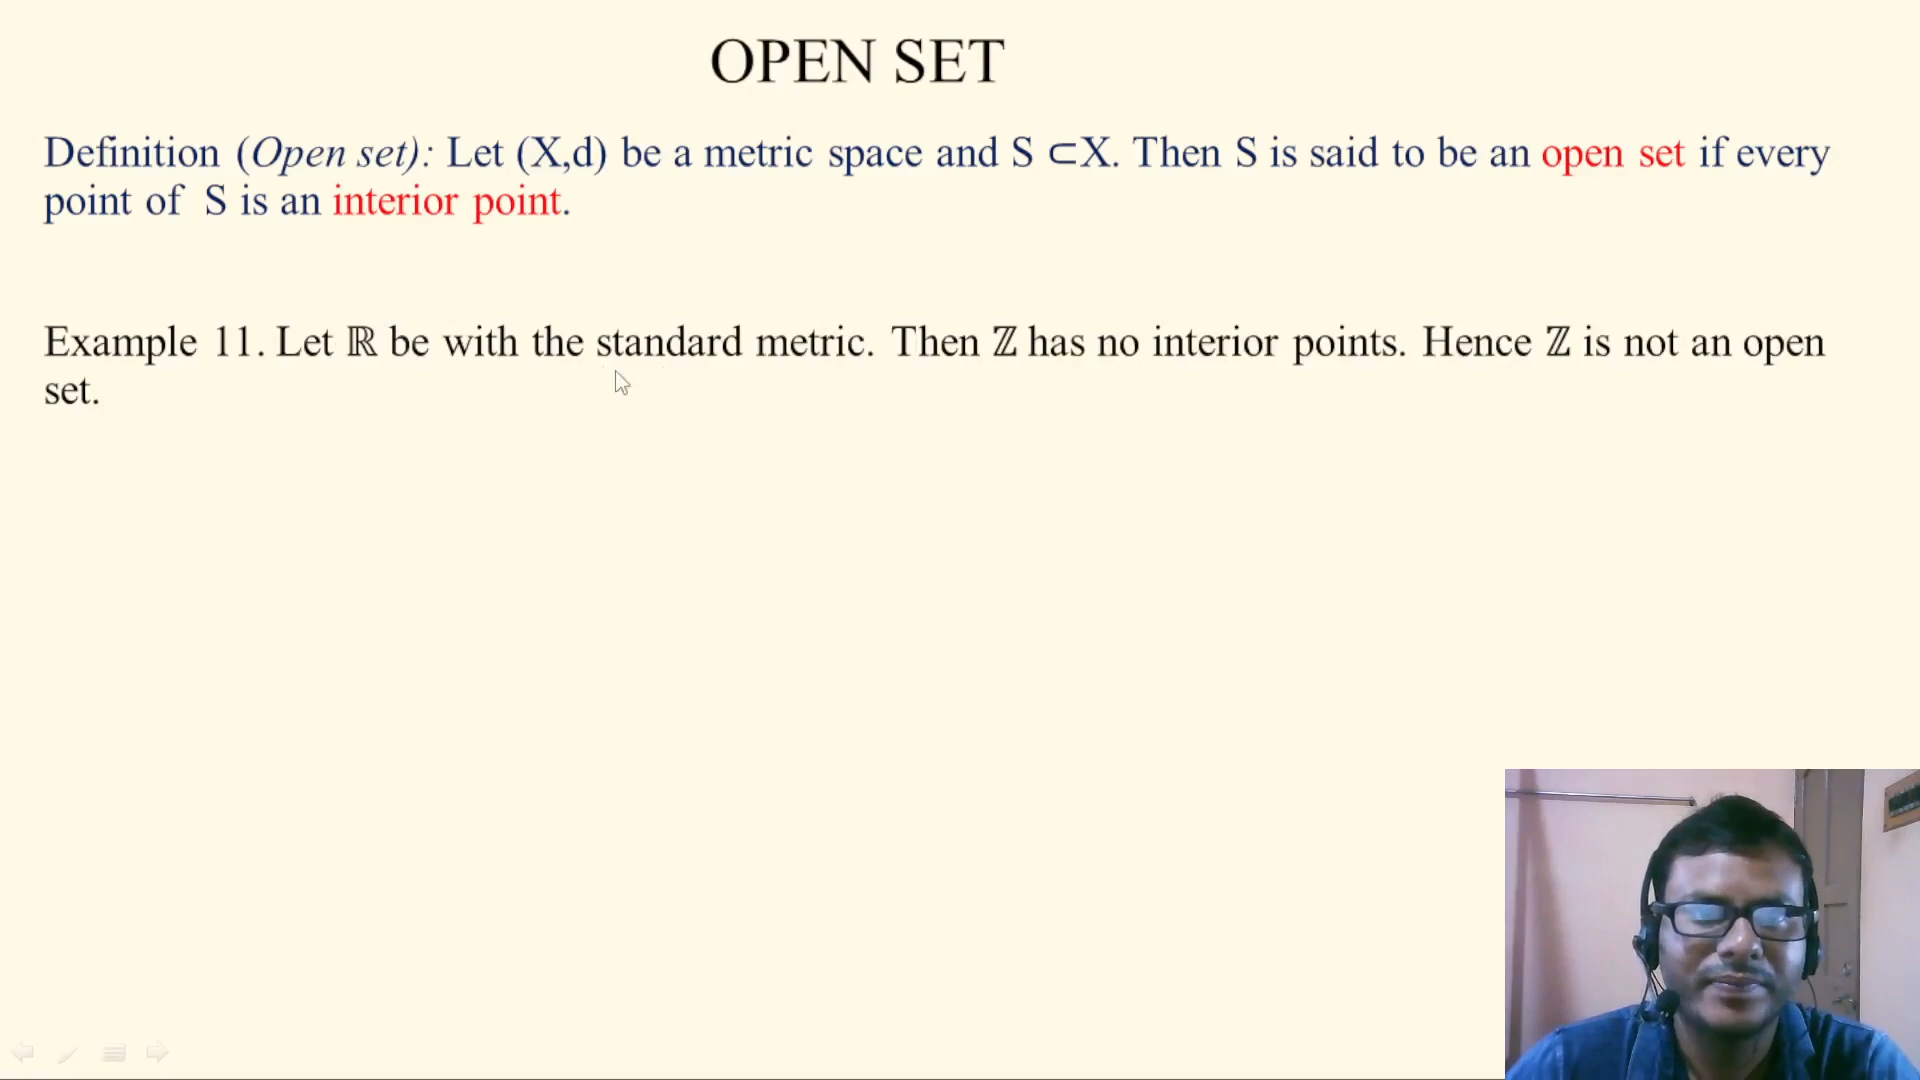 OPEN SET
Definition (Open set): Let (X,d) be a metric space and S ⊂X. Then S is said to be an open set if every
point of S is an interior point.
Example 11. Let ℝ be with the standard metric. Then ℤ has no interior points. Hence ℤ is not an open
set.